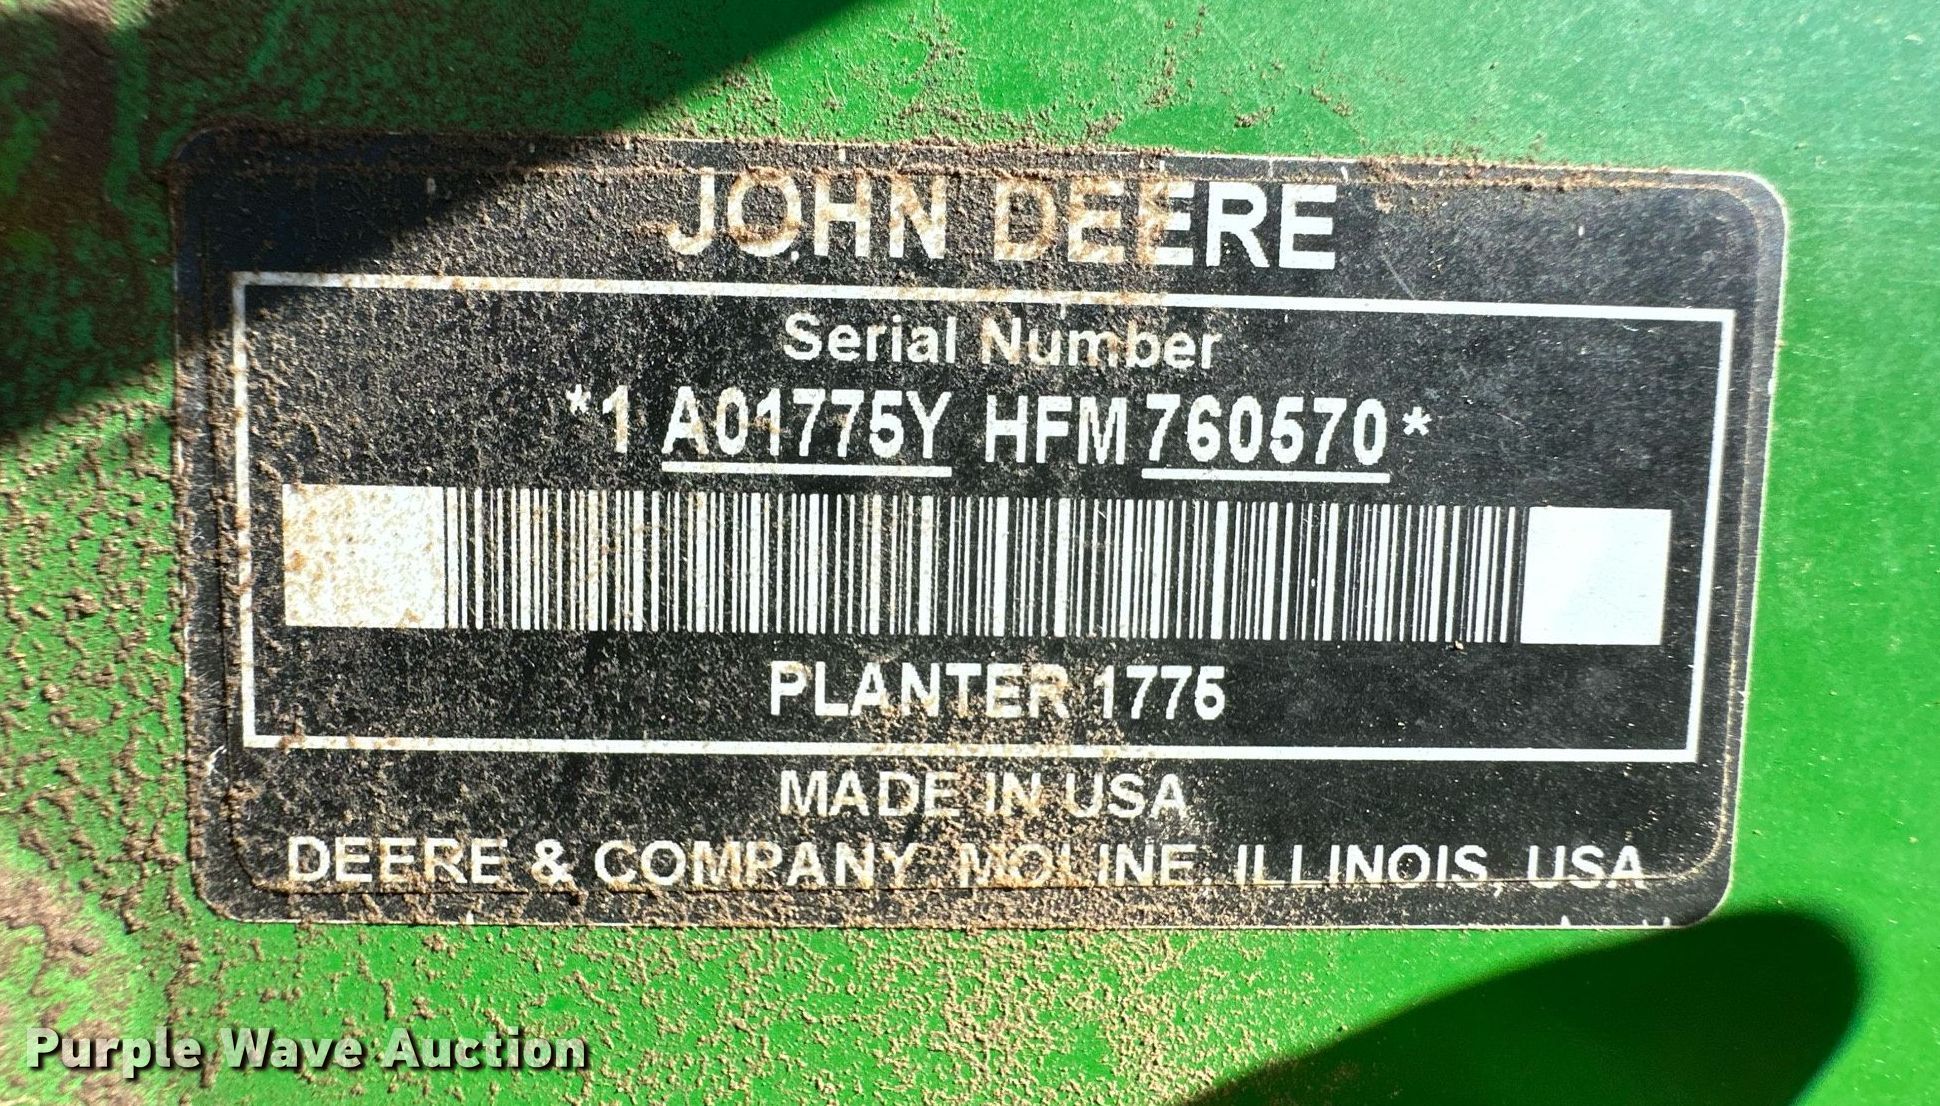 JOHN DEERE
Serial Number
*1 A01775Y HFM 760570*
PLANTER 1775
MADE IN USA
DEERE & COMPANY, MOLINE, ILLINOIS, USA
Purple Wave Auction